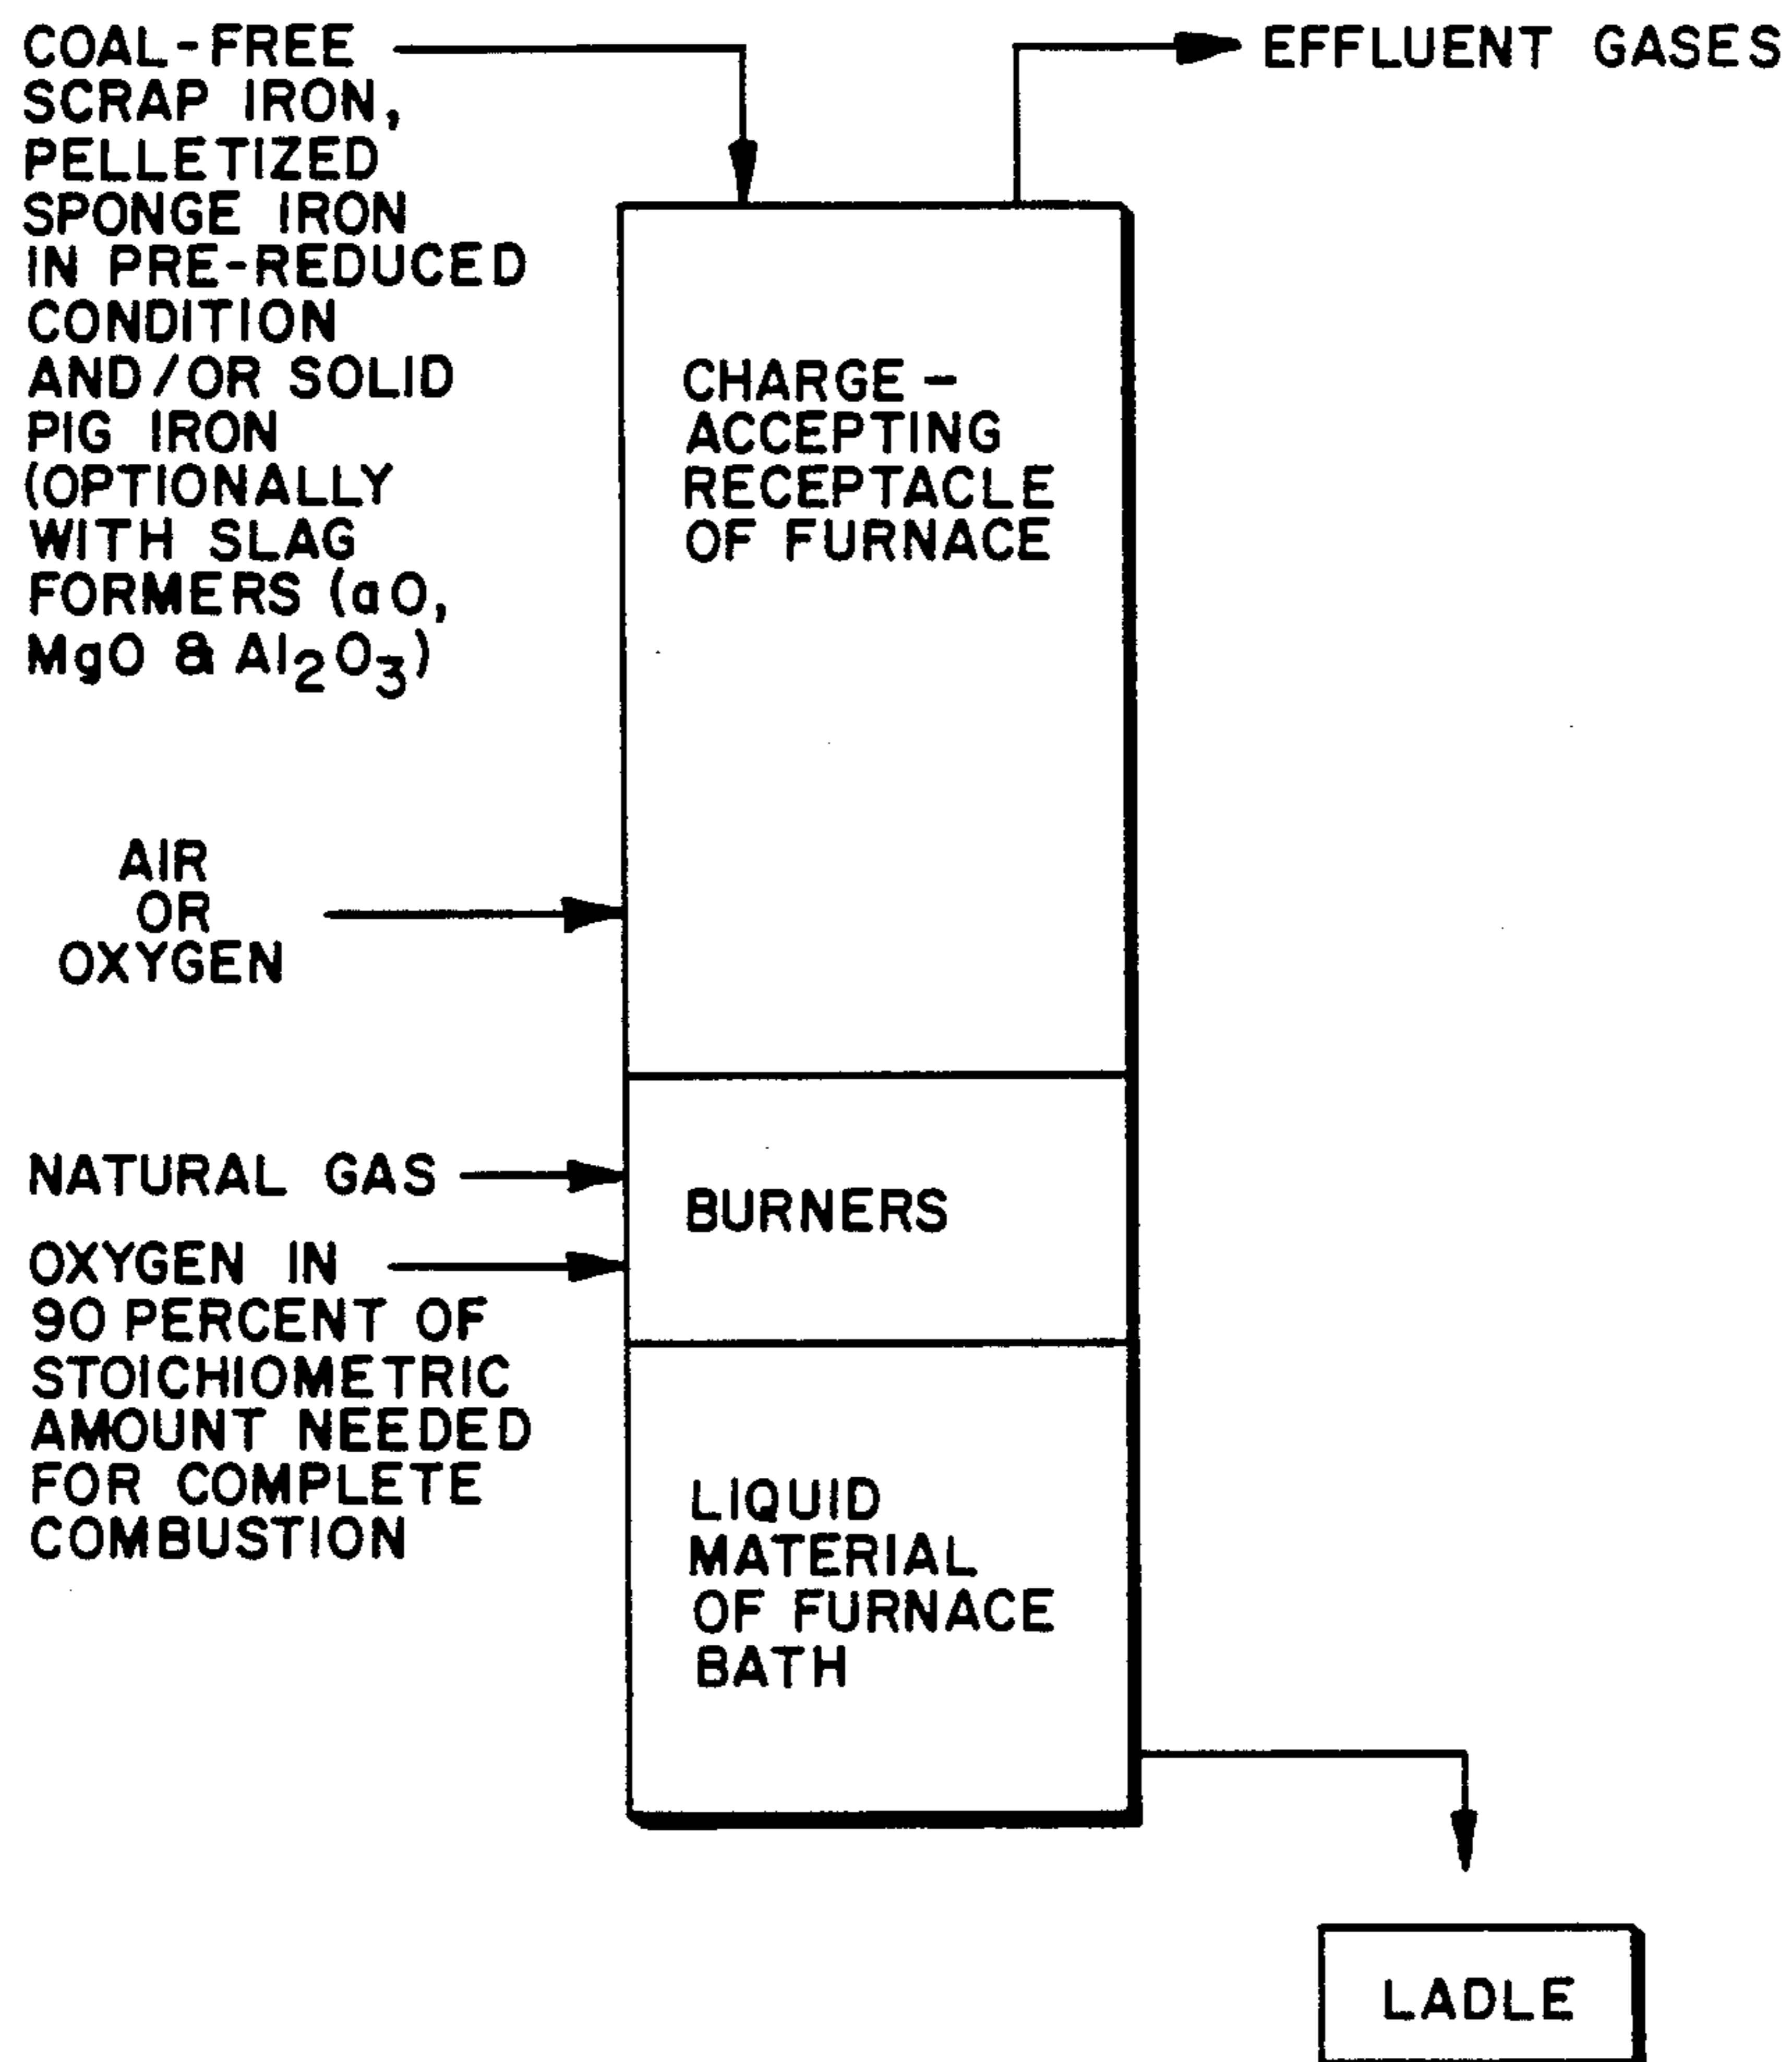 COAL-FREE
SCRAP IRON,
PELLETIZED
SPONGE IRON
IN PRE-REDUCED
CONDITION
AND/OR SOLID
PIG IRON
(OPTIONALLY
WITH SLAG
FORMERS (aO,
MgO & Al₂O₃)
EFFLUENT GASES
CHARGE-
ACCEPTING
RECEPTACLE
OF FURNACE
AIR
OR
OXYGEN
NATURAL GAS
BURNERS
OXYGEN IN
90 PERCENT OF
STOICHIOMETRIC
AMOUNT NEEDED
FOR COMPLETE
COMBUSTION
LIQUID
MATERIAL
OF FURNACE
BATH
LADLE